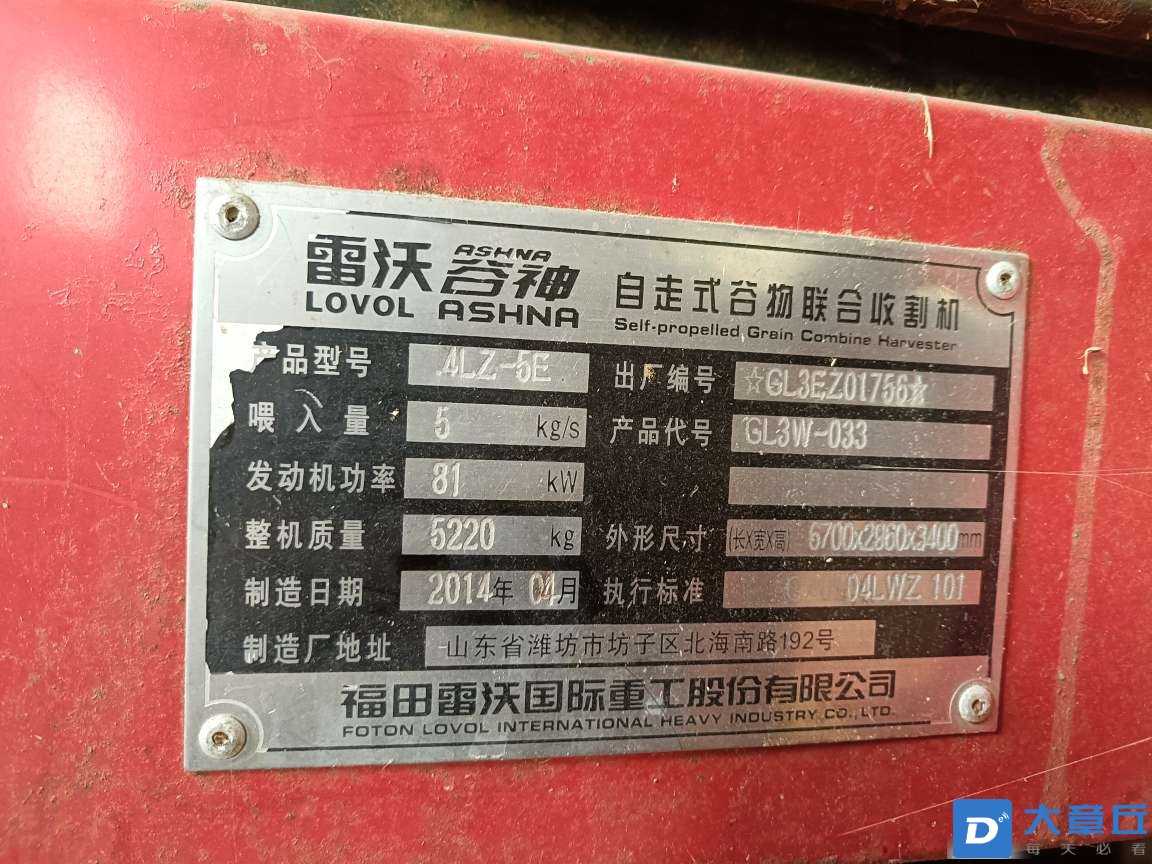 ASHNA
雷沃谷神 自走式谷物联合收割机
LOVOL ASHNA Self-propelled Grain Combine Harvester
产品型号 4LZ-5E 出厂编号 ☆GL3EZ01756☆
喂入量 5 kg/s 产品代号 GL3W-033
发动机功率 81 kW
整机质量 5220 kg 外形尺寸 (长X宽X高) 6700x2960x3400mm
制造日期 2014年 04月 执行标准 04LWZ 101
制造厂地址 山东省潍坊市坊子区北海南路192号
福田雷沃国际重工股份有限公司
FOTON LOVOL INTERNATIONAL HEAVY INDUSTRY CO., LTD.
D 大章丘
每天必看